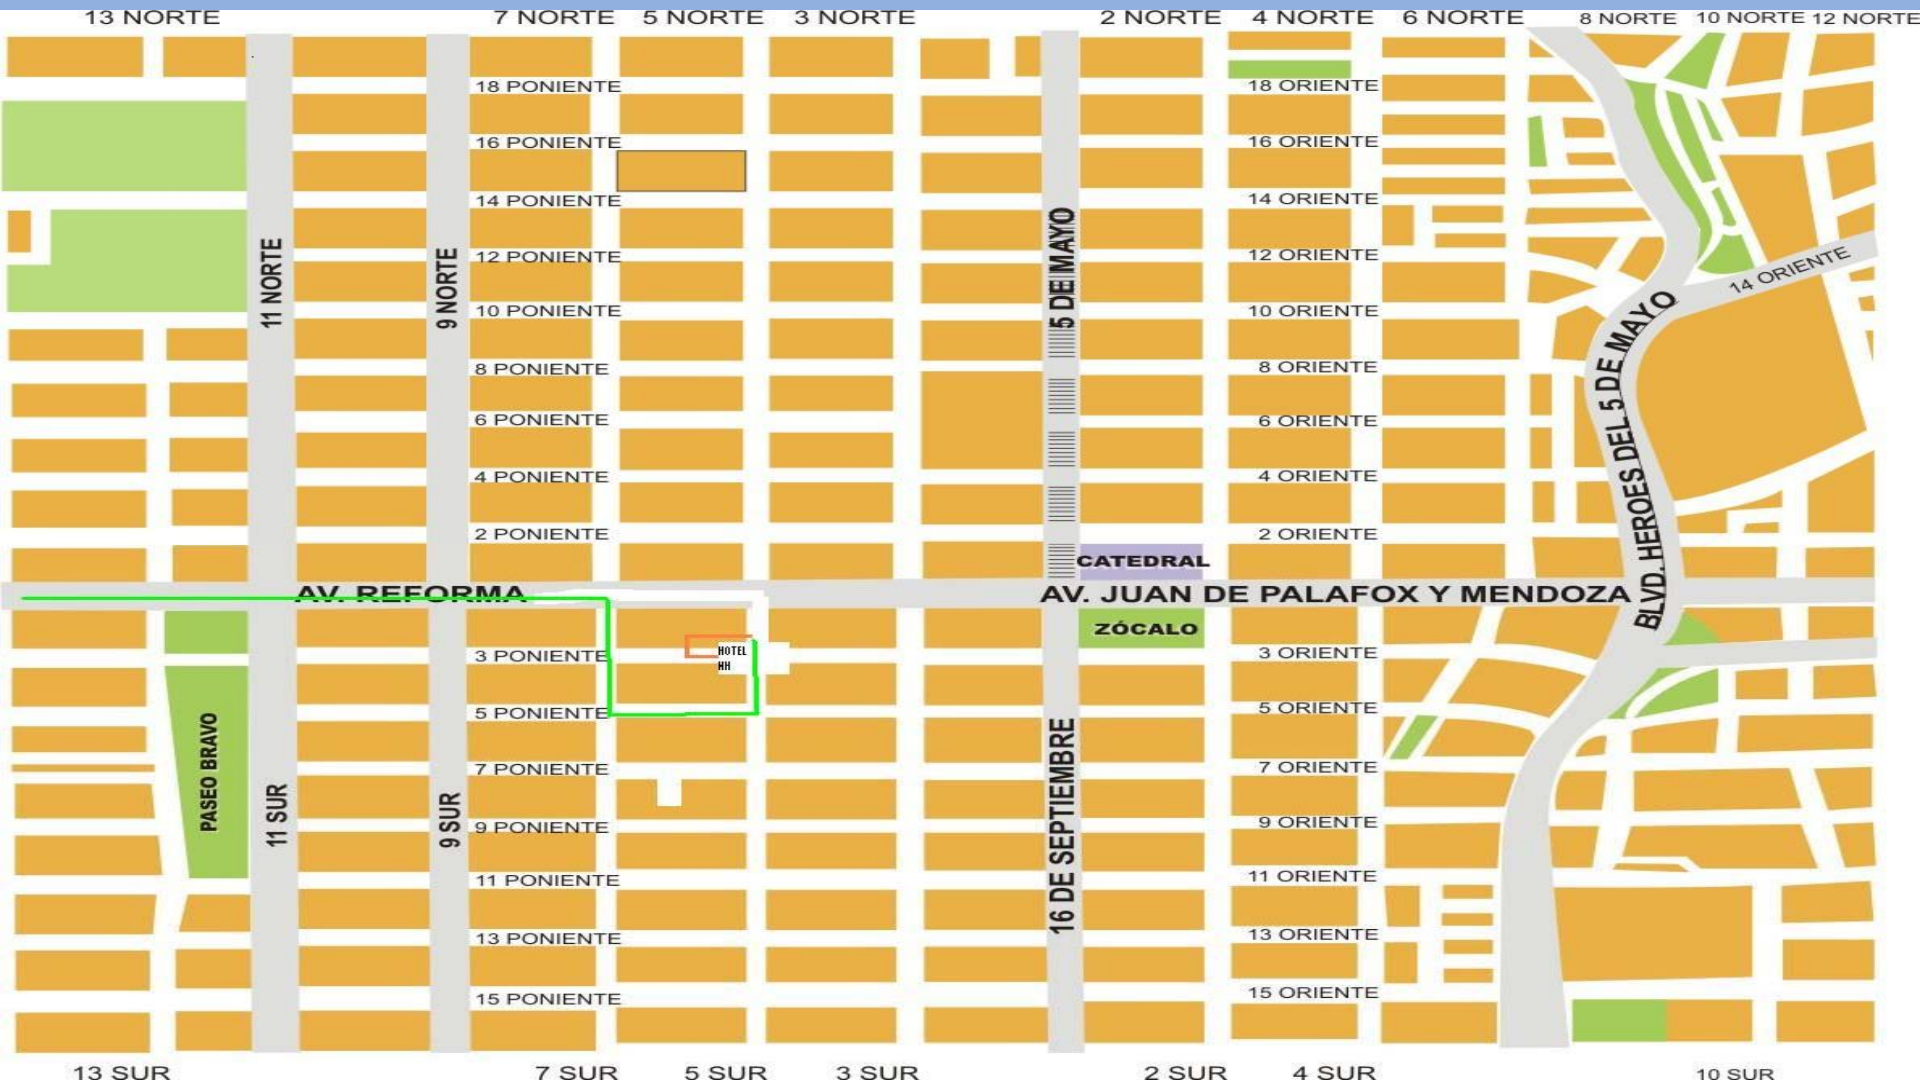 13 NORTE 7 NORTE 5 NORTE 3 NORTE 2 NORTE 4 NORTE 6 NORTE 8 NORTE 10 NORTE 12 NORTE
18 PONIENTE 18 ORIENTE
16 PONIENTE 16 ORIENTE
14 PONIENTE 14 ORIENTE
11 NORTE
9 NORTE
5 DE MAYO
12 PONIENTE 12 ORIENTE
14 ORIENTE
10 PONIENTE 10 ORIENTE
8 PONIENTE 8 ORIENTE
BLVD. HEROES DEL 5 DE MAYO
6 PONIENTE 6 ORIENTE
4 PONIENTE 4 ORIENTE
2 PONIENTE 2 ORIENTE
CATEDRAL
AV. REFORMA AV. JUAN DE PALAFOX Y MENDOZA
ZÓCALO
HOTEL
HH
3 PONIENTE 3 ORIENTE
5 PONIENTE 5 ORIENTE
PASEO BRAVO
11 SUR
9 SUR
16 DE SEPTIEMBRE
7 PONIENTE 7 ORIENTE
9 PONIENTE 9 ORIENTE
11 PONIENTE 11 ORIENTE
13 PONIENTE 13 ORIENTE
15 PONIENTE 15 ORIENTE
13 SUR 7 SUR 5 SUR 3 SUR 2 SUR 4 SUR 10 SUR